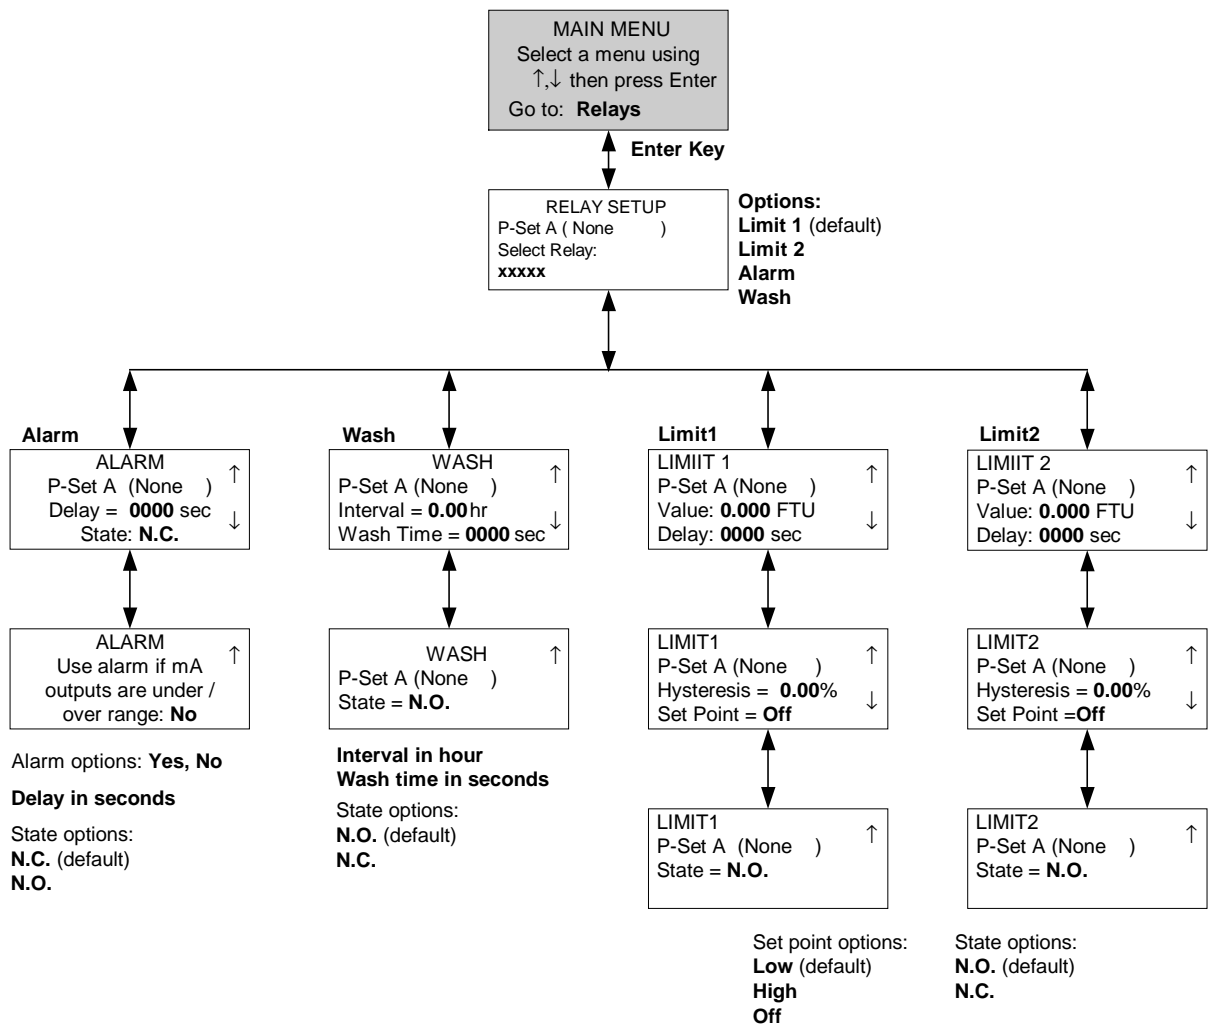 MAIN MENU
Select a menu using
↑,↓ then press Enter
Go to: Relays
Enter Key
RELAY SETUP
P-Set A ( None )
Select Relay:
xxxxx
Options:
Limit 1 (default)
Limit 2
Alarm
Wash
Alarm
ALARM
P-Set A (None )
Delay = 0000 sec
State: N.C.
↑
↓
ALARM
Use alarm if mA
outputs are under /
over range: No
↑
Alarm options: Yes, No
Delay in seconds
State options:
N.C. (default)
N.O.
Wash
WASH
P-Set A (None )
Interval = 0.00 hr
Wash Time = 0000 sec
↑
↓
WASH
P-Set A (None )
State = N.O.
↑
Interval in hour
Wash time in seconds
State options:
N.O. (default)
N.C.
Limit1
LIMIIT 1
P-Set A (None )
Value: 0.000 FTU
Delay: 0000 sec
↑
↓
LIMIT1
P-Set A (None )
Hysteresis = 0.00%
Set Point = Off
↑
↓
LIMIT1
P-Set A (None )
State = N.O.
↑
Set point options:
Low (default)
High
Off
Limit2
LIMIIT 2
P-Set A (None )
Value: 0.000 FTU
Delay: 0000 sec
↑
↓
LIMIT2
P-Set A (None )
Hysteresis = 0.00%
Set Point =Off
↑
↓
LIMIT2
P-Set A (None )
State = N.O.
↑
State options:
N.O. (default)
N.C.